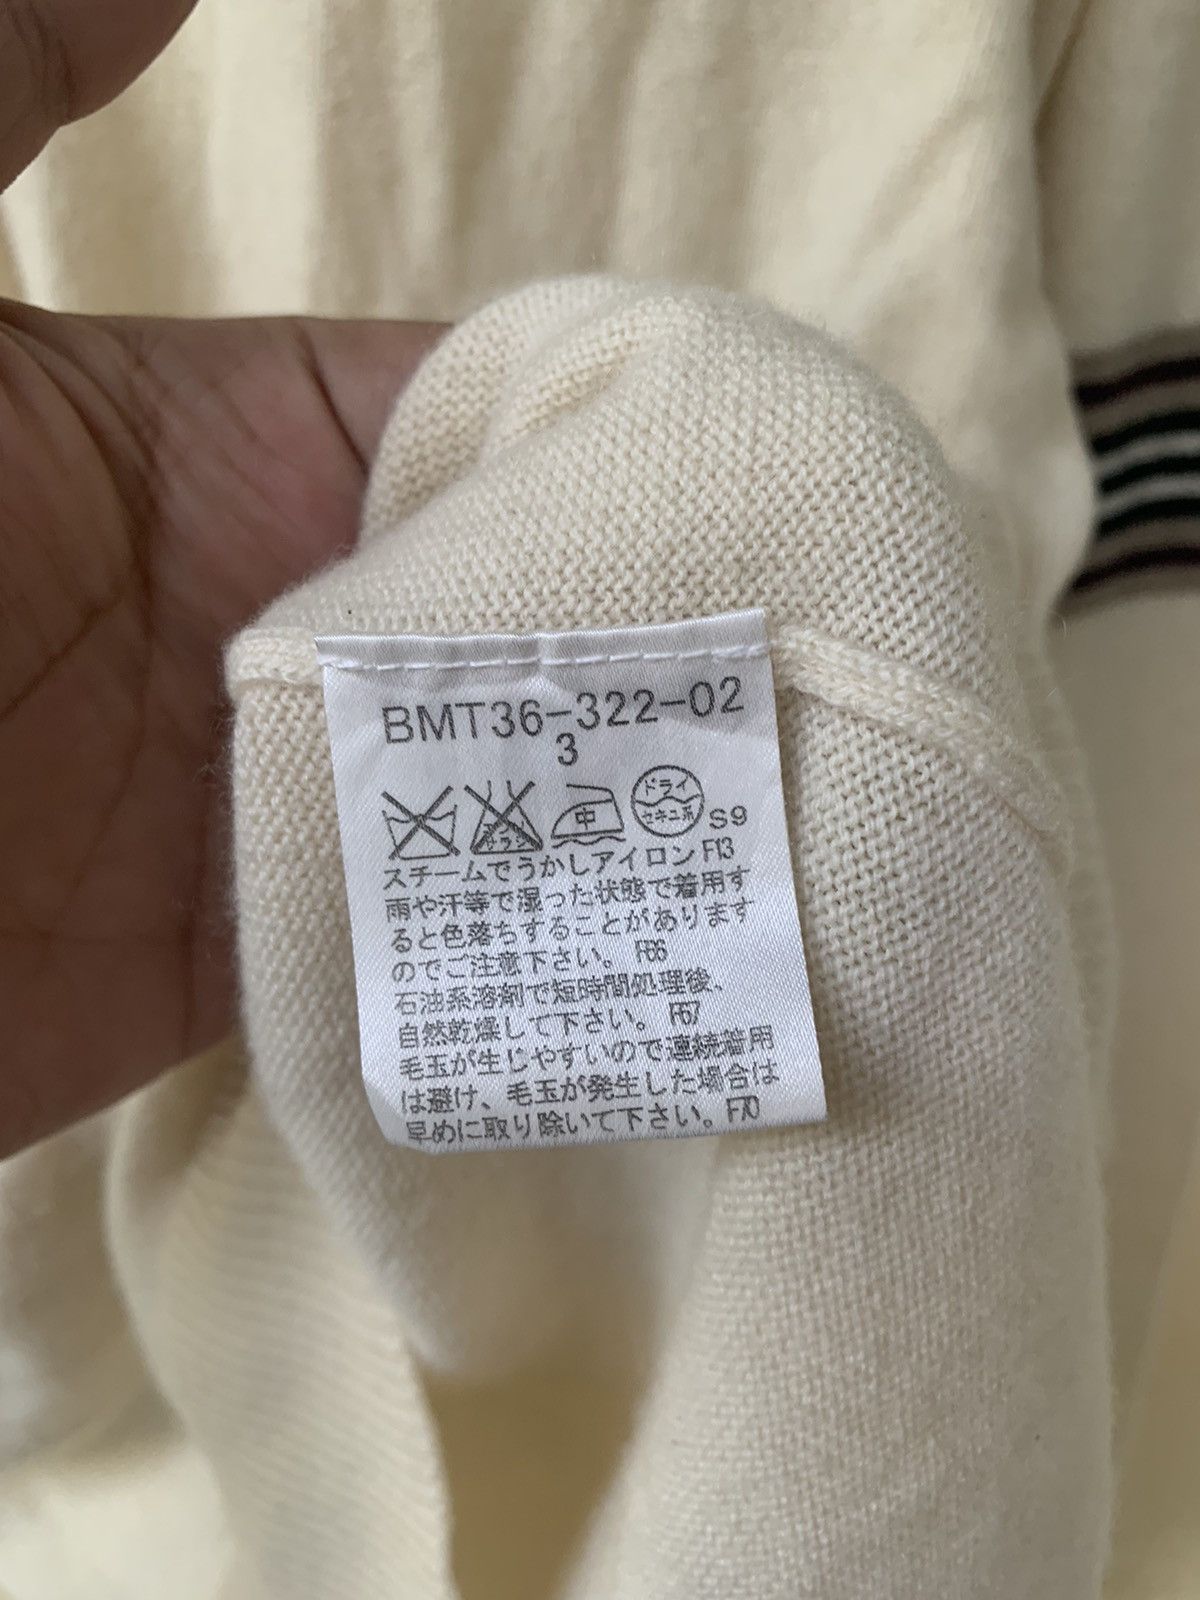 BMT36-322-02
3
中
ドライ
セキユ系
S9
スチームでうかしアイロンF13
雨や汗等で湿った状態で着用す
ると色落ちすることがあります
のでご注意下さい。 F66
石油系溶剤で短時間処理後、
自然乾燥して下さい。 F67
毛玉が生じやすいので連続着用
は避け、毛玉が発生した場合は
早めに取り除いて下さい。F70